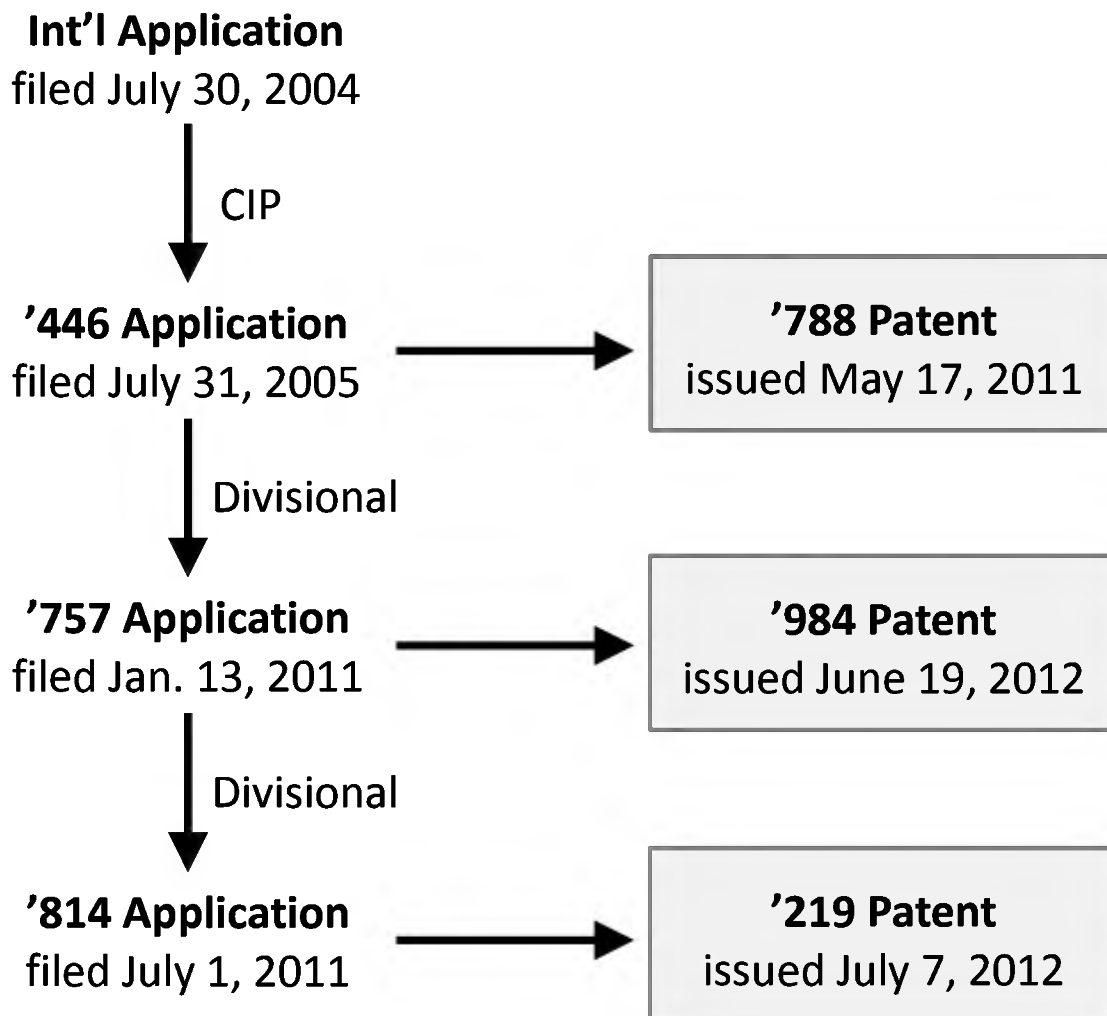 Int’l Application
filed July 30, 2004
CIP
’446 Application
filed July 31, 2005
’788 Patent
issued May 17, 2011
Divisional
’757 Application
filed Jan. 13, 2011
’984 Patent
issued June 19, 2012
Divisional
’814 Application
filed July 1, 2011
’219 Patent
issued July 7, 2012